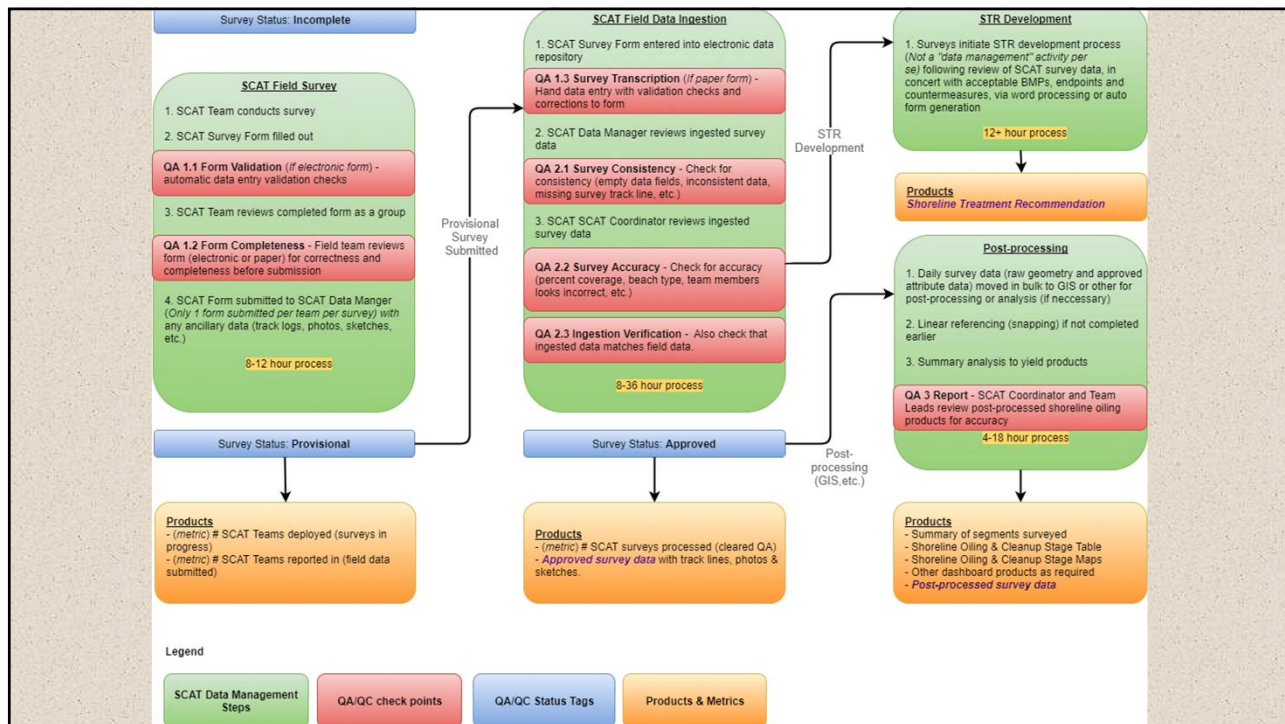 Survey Status: Incomplete
SCAT Field Survey
1. SCAT Team conducts survey
2. SCAT Survey Form filled out
QA 1.1 Form Validation (If electronic form) -
automatic data entry validation checks
3. SCAT Team reviews completed form as a group
QA 1.2 Form Completeness - Field team reviews
form (electronic or paper) for correctness and
completeness before submission
4. SCAT Form submitted to SCAT Data Manger
(Only 1 form submitted per team per survey) with
any ancillary data (track logs, photos, sketches,
etc.)
8-12 hour process
Survey Status: Provisional
Products
- (metric) # SCAT Teams deployed (surveys in
progress)
- (metric) # SCAT Teams reported in (field data
submitted)
Provisional
Survey
Submitted
SCAT Field Data Ingestion
1. SCAT Survey Form entered into electronic data
repository
QA 1.3 Survey Transcription (If paper form) -
Hand data entry with validation checks and
corrections to form
2. SCAT Data Manager reviews ingested survey
data
QA 2.1 Survey Consistency - Check for
consistency (empty data fields, inconsistent data,
missing survey track line, etc.)
3. SCAT SCAT Coordinator reviews ingested
survey data
QA 2.2 Survey Accuracy - Check for accuracy
(percent coverage, beach type, team members
looks incorrect, etc.)
QA 2.3 Ingestion Verification - Also check that
ingested data matches field data.
8-36 hour process
Survey Status: Approved
Products
- (metric) # SCAT surveys processed (cleared QA)
- Approved survey data with track lines, photos &
sketches.
STR
Development
Post-
processing
(GIS,etc.)
STR Development
1. Surveys initiate STR development process
(Not a "data management" activity per
se) following review of SCAT survey data, in
concert with acceptable BMPs, endpoints and
countermeasures, via word processing or auto
form generation
12+ hour process
Products
Shoreline Treatment Recommendation
Post-processing
1. Daily survey data (raw geometry and approved
attribute data) moved in bulk to GIS or other for
post-processing or analysis (if neccessary)
2. Linear referencing (snapping) if not completed
earlier
3. Summary analysis to yield products
QA 3 Report - SCAT Coordinator and Team
Leads review post-processed shoreline oiling
products for accuracy
4-18 hour process
Products
- Summary of segments surveyed
- Shoreline Oiling & Cleanup Stage Table
- Shoreline Oiling & Cleanup Stage Maps
- Other dashboard products as required
- Post-processed survey data
Legend
SCAT Data Management
Steps
QA/QC check points
QA/QC Status Tags
Products & Metrics